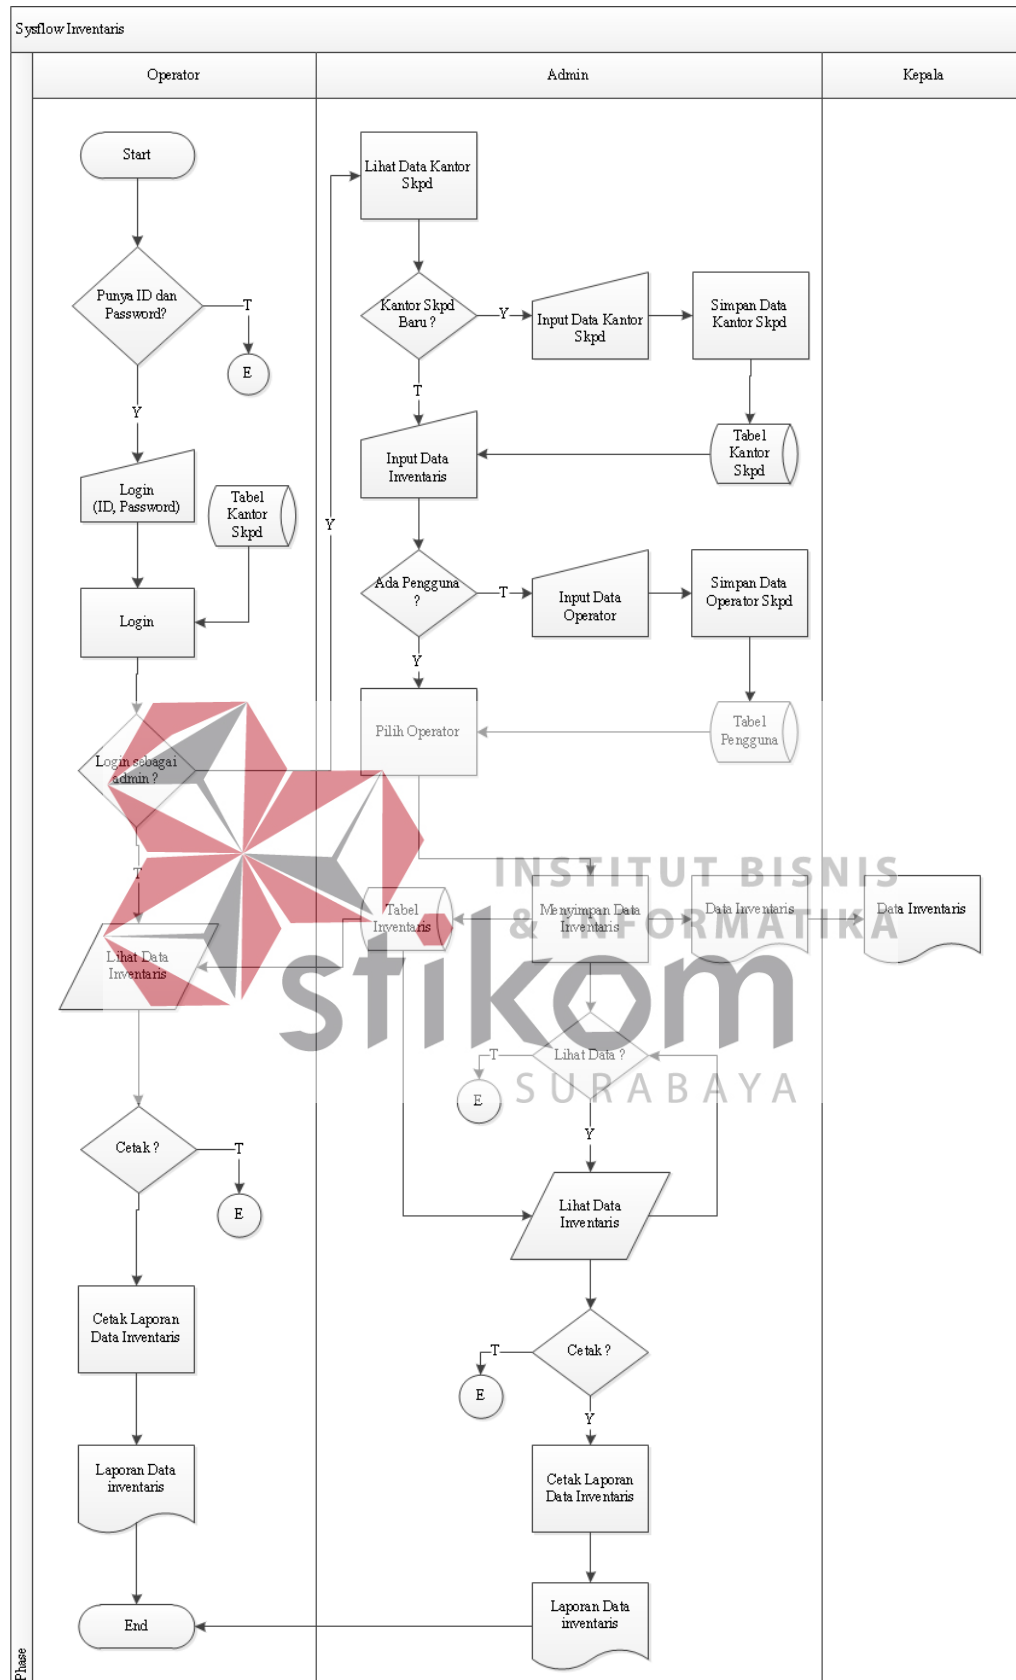 Sysflow Inventaris
Operator
Admin
Kepala
Start
Punya ID dan
Password?
T
E
Y
Login
(ID, Password)
Tabel
Kantor
Skpd
Login
Login sebagai
admin ?
Y
T
Lihat Data
Inventaris
Cetak ?
T
E
Cetak Laporan
Data Inventaris
Laporan Data
inventaris
End
Lihat Data Kantor
Skpd
Kantor Skpd
Baru ?
Y
Input Data Kantor
Skpd
Simpan Data
Kantor Skpd
T
Tabel
Kantor
Skpd
Input Data
Inventaris
Ada Pengguna
?
T
Input Data
Operator
Simpan Data
Operator Skpd
Y
Pilih Operator
Tabel
Pengguna
INSTITUT BISNIS
& INFORMATIKA
stikom
SURABAYA
Tabel
Inventaris
Menyimpan Data
Inventaris
Data Inventaris
Data Inventaris
Lihat Data ?
T
E
Y
Lihat Data
Inventaris
Cetak ?
T
E
Y
Cetak Laporan
Data Inventaris
Laporan Data
inventaris
Phase